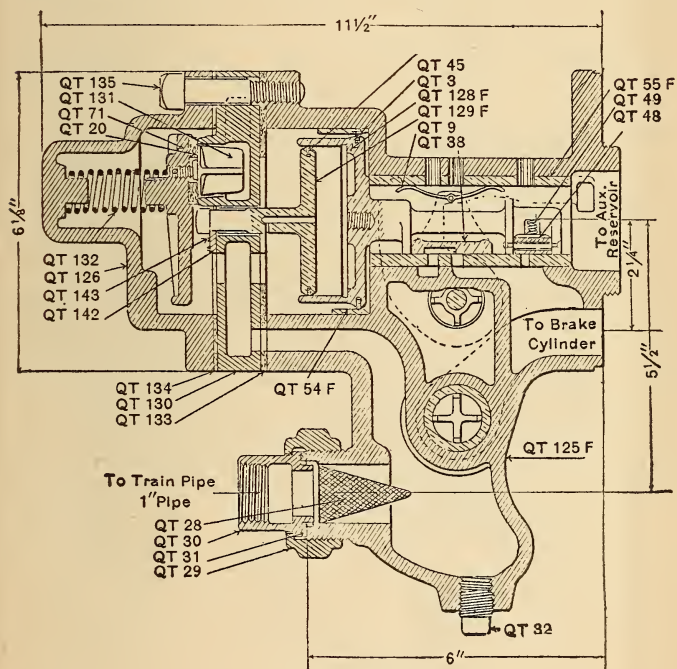 11½"
QT 135
QT 131
QT 71
QT 20
QT 45
QT 3
QT 128 F
QT 129 F
QT 9
QT 38
QT 55 F
QT 49
QT 48
6⅛"
To Aux.
Reservoir
2¼"
QT 132
QT 126
QT 143
QT 142
To Brake
Cylinder
5½"
QT 134
QT 130
QT 133
QT 54 F
QT 125 F
To Train Pipe
1" Pipe
QT 28
QT 30
QT 31
QT 29
QT 32
6"